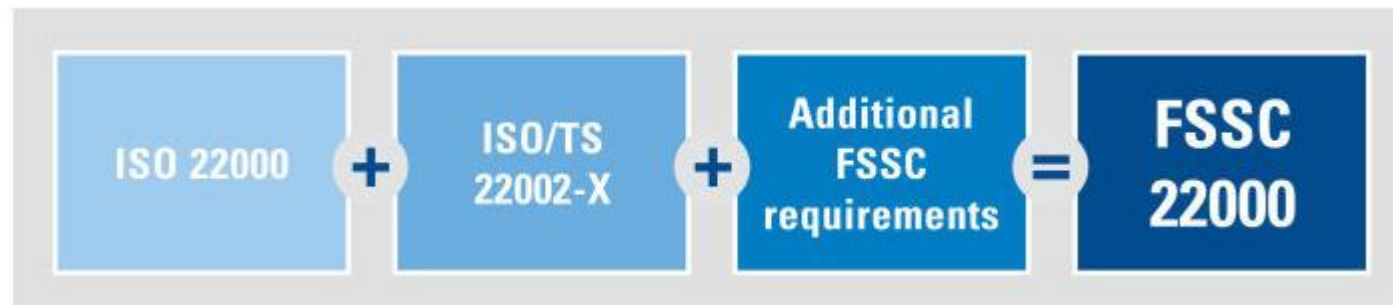 ISO 22000
+
ISO/TS
22002-X
+
Additional
FSSC
requirements
=
FSSC
22000